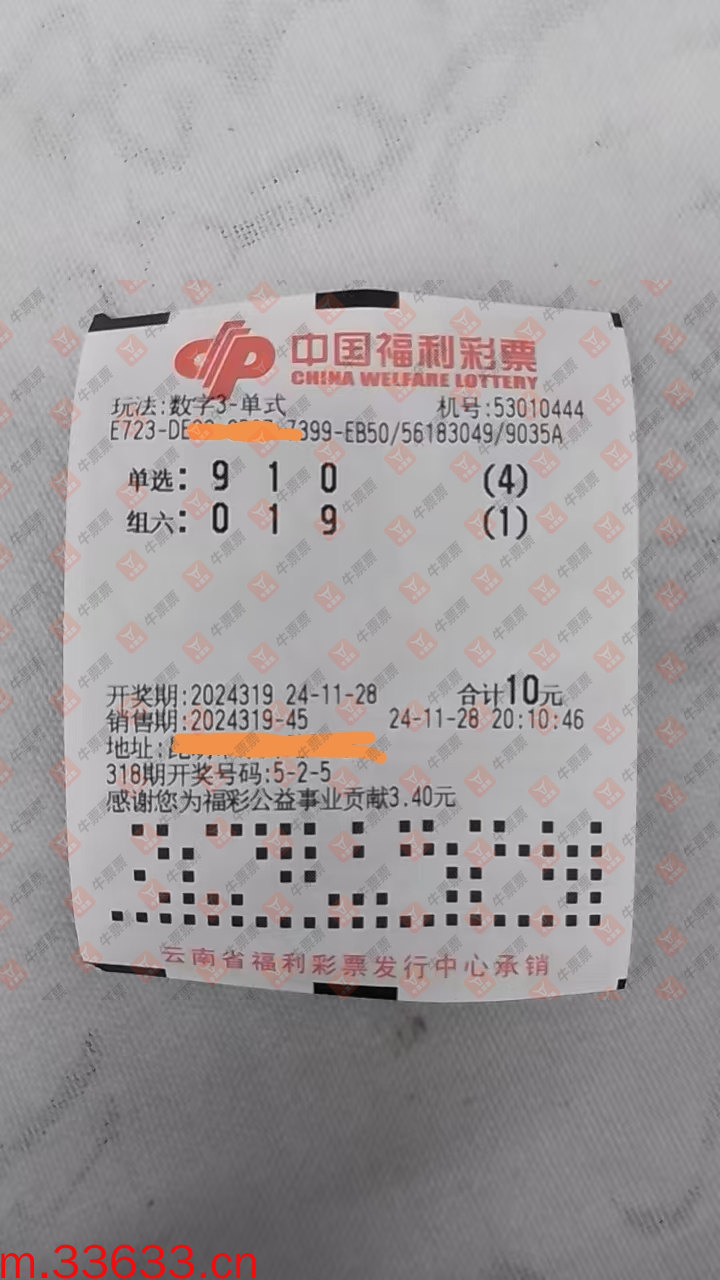 中国福利彩票
CHINA WELFARE LOTTERY
玩法:数字3-单式 机号:53010444
E723-DE 7399-EB50/56183049/9035A
单选: 9 1 0 (4)
组六: 0 1 9 (1)
开奖期:2024319 24-11-28 合计10元
销售期:2024319-45 24-11-28 20:10:46
地址:
318期开奖号码:5-2-5
感谢您为福彩公益事业贡献3.40元
云南省福利彩票发行中心承销
牛票票
m.33633.cn